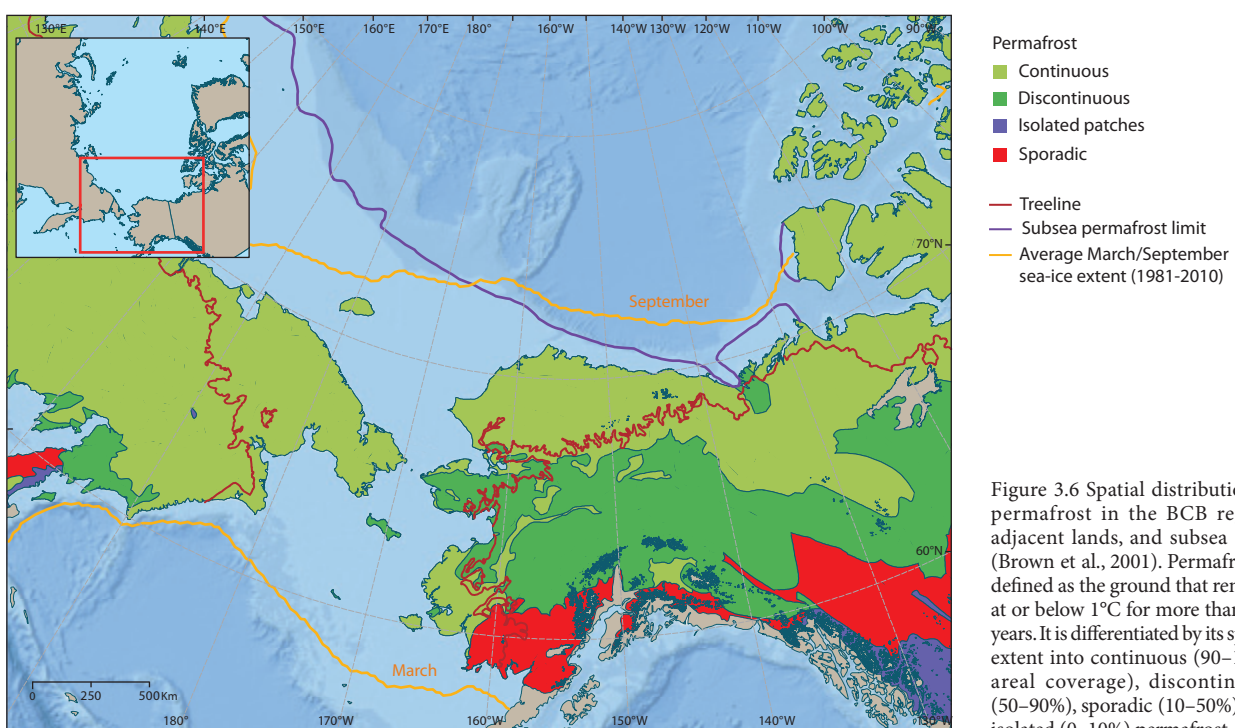 130°E 140°E 150°E 160°E 170°E 180° 170°W 160°W 140°W 130°W 120°W 110°W 100°W 90°W
70°N
September
60°N
March
0 250 500 Km
180° 170°W 160°W 150°W 140°W 130°W
Permafrost
Continuous
Discontinuous
Isolated patches
Sporadic
Treeline
Subsea permafrost limit
Average March/September
sea-ice extent (1981-2010)
Figure 3.6 Spatial distributio
permafrost in the BCB re
adjacent lands, and subsea
(Brown et al., 2001). Permafr
defined as the ground that rer
at or below 1°C for more than
years. It is differentiated by its s
extent into continuous (90–
areal coverage), discontin
(50–90%), sporadic (10–50%)